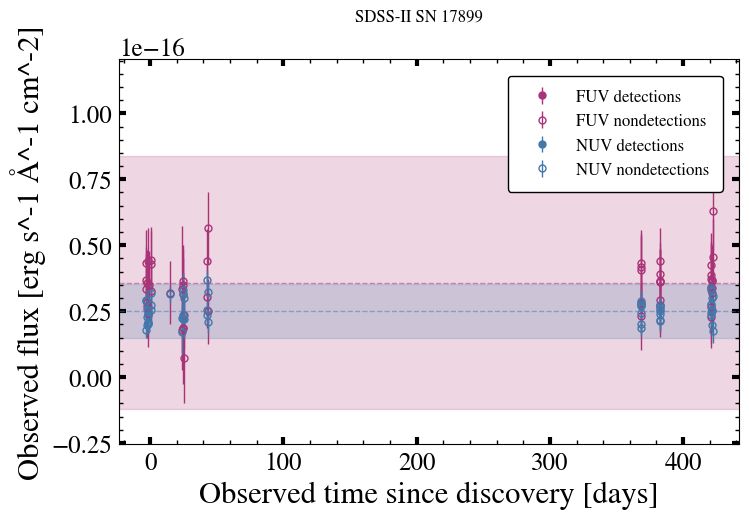 SDSS-II SN 17899
1e−16
Observed flux [erg s^-1 Å^-1 cm^-2]
1.00
0.75
0.50
0.25
0.00
−0.25
FUV detections
FUV nondetections
NUV detections
NUV nondetections
0 100 200 300 400
Observed time since discovery [days]